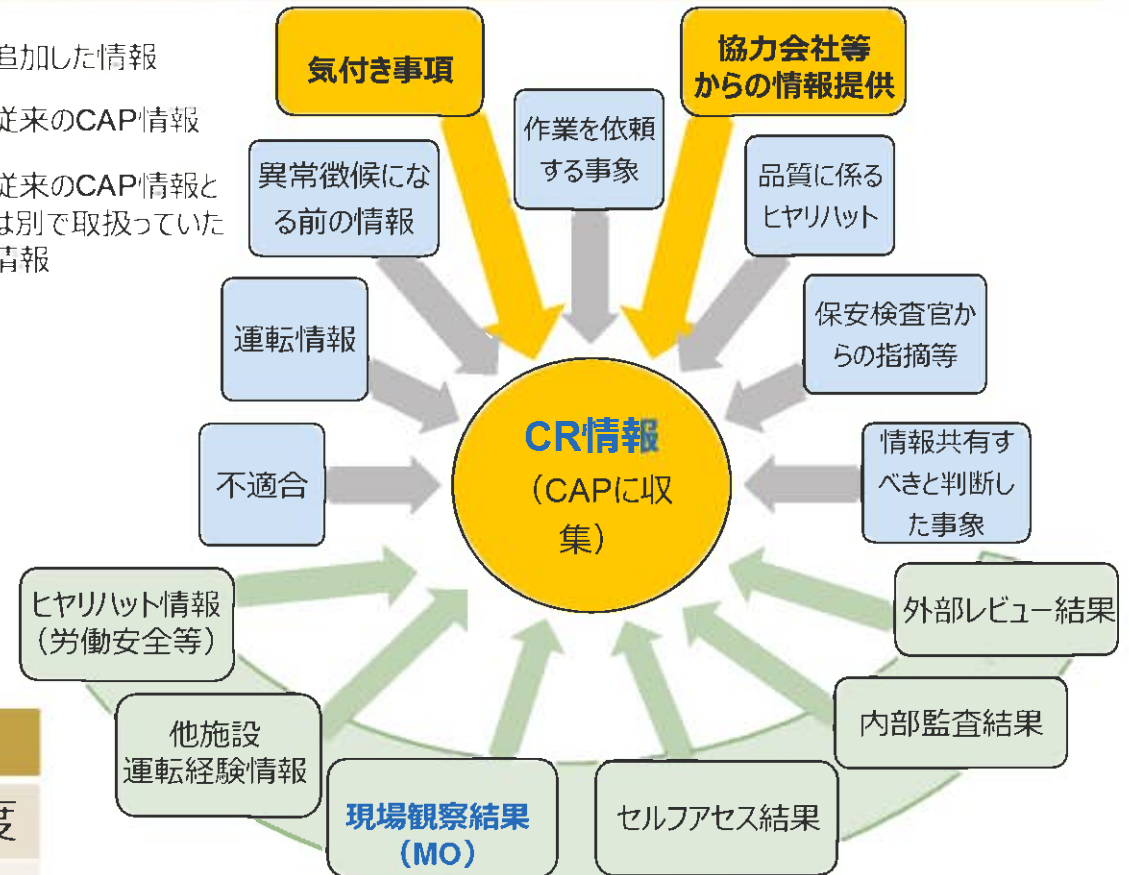 追加した情報
従来のCAP情報
従来のCAP情報と
は別で取扱っていた
情報
気付き事項
協力会社等
からの情報提供
作業を依頼
する事象
異常徴候にな
る前の情報
品質に係る
ヒヤリハット
運転情報
保安検査官か
らの指摘等
不適合
情報共有す
べきと判断し
た事象
CR情報
（CAPに収
集）
ヒヤリハット情報
（労働安全等）
外部レビュー結果
他施設
運転経験情報
内部監査結果
現場観察結果
（MO）
セルフアセス結果
度